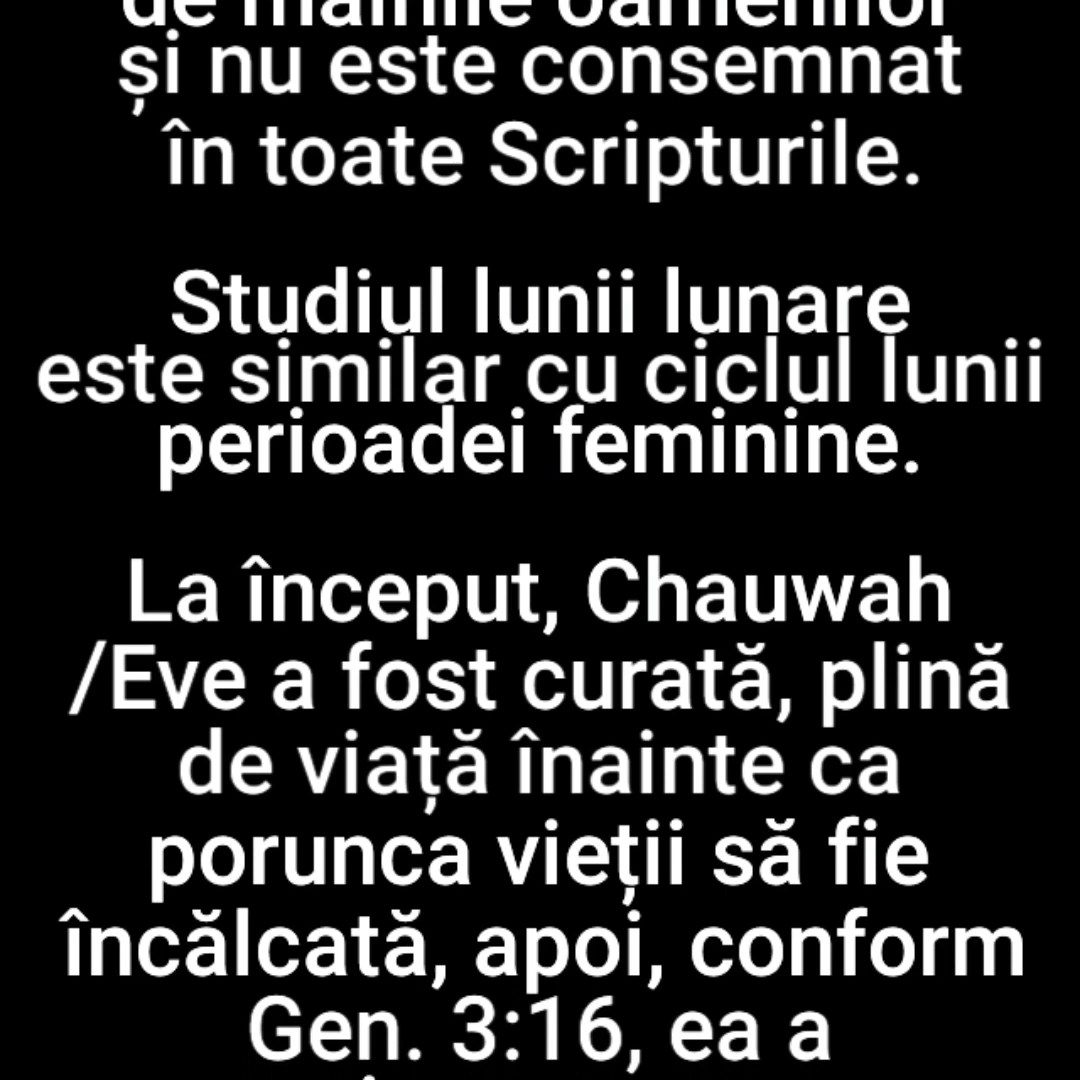 de mâinile oamenilor
și nu este consemnat
în toate Scripturile.
Studiul lunii lunare
este similar cu ciclul lunii
perioadei feminine.
La început, Chauwah
/Eve a fost curată, plină
de viață înainte ca
porunca vieții să fie
încălcată, apoi, conform
Gen. 3:16, ea a